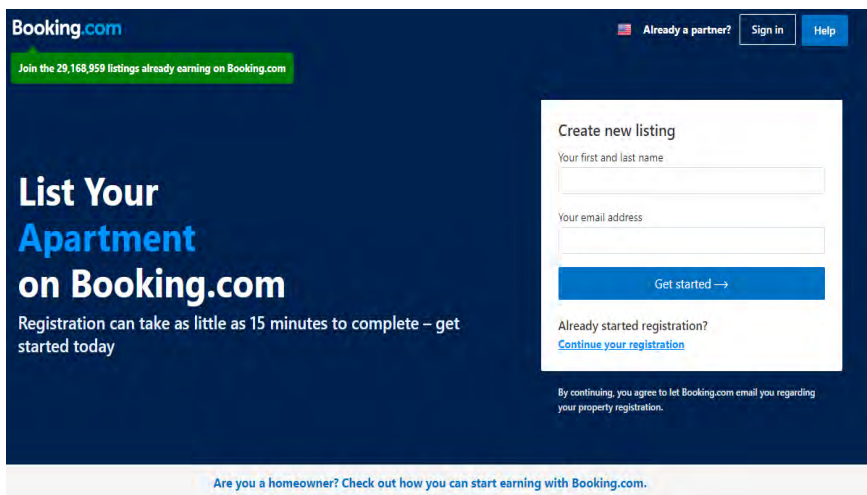 Booking.com
Already a partner?
Sign in
Help
Join the 29,168,959 listings already earning on Booking.com
List Your
Apartment
on Booking.com
Registration can take as little as 15 minutes to complete – get
started today
Create new listing
Your first and last name
Your email address
Get started →
Already started registration?
Continue your registration
By continuing, you agree to let Booking.com email you regarding
your property registration.
Are you a homeowner? Check out how you can start earning with Booking.com.